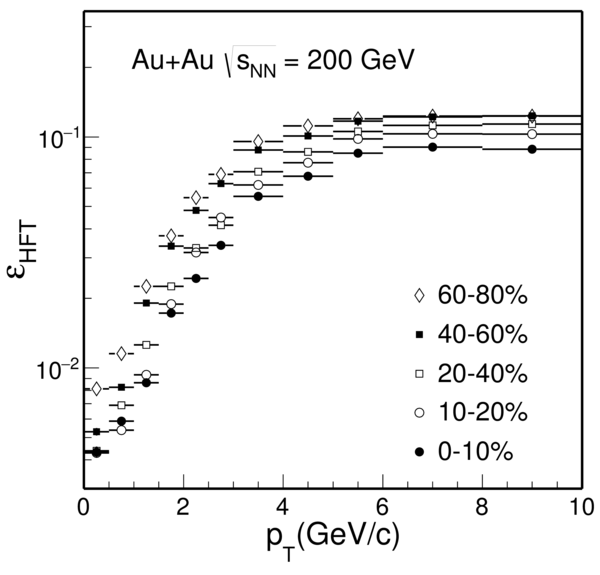 Au+Au √sNN = 200 GeV
10⁻¹
εHFT
60-80%
40-60%
20-40%
10⁻²
10-20%
0-10%
0 2 4 6 8 10
pT(GeV/c)